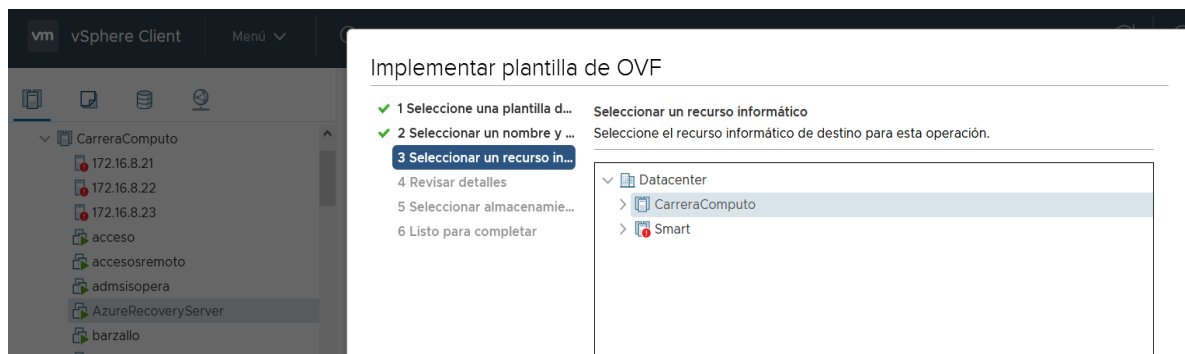 vm vSphere Client Menú
Implementar plantilla de OVF
1 Seleccione una plantilla d...
2 Seleccionar un nombre y ...
3 Seleccionar un recurso in...
4 Revisar detalles
5 Seleccionar almacenamie...
6 Listo para completar
Seleccionar un recurso informático
Seleccione el recurso informático de destino para esta operación.
Datacenter
CarreraComputo
Smart
CarreraComputo
172.16.8.21
172.16.8.22
172.16.8.23
acceso
accesosremoto
admsisopera
AzureRecoveryServer
barzallo